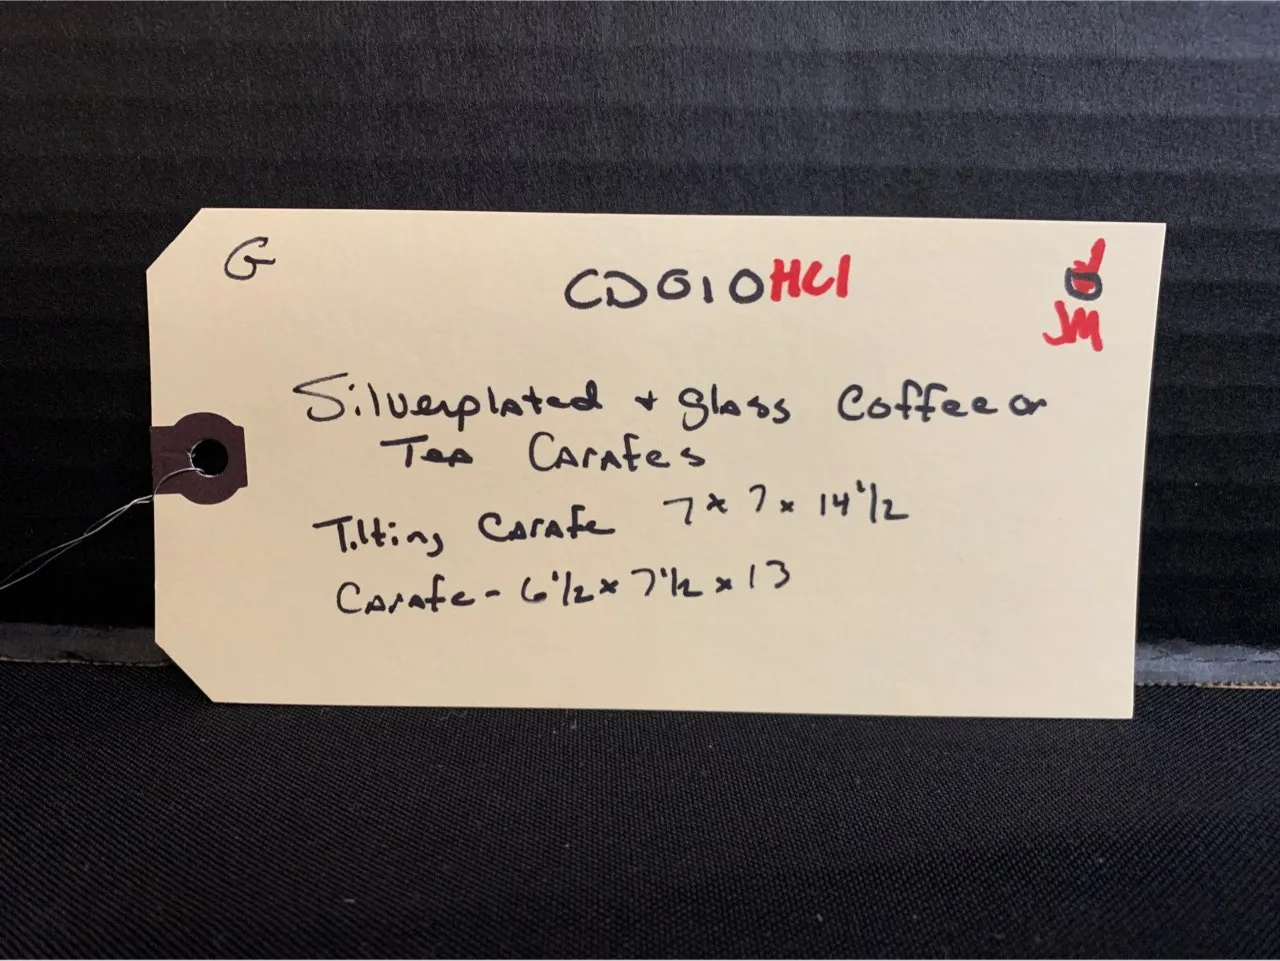 G
CD010HC1
JM
Silverplated + glass Coffee or
Tea Carafes
Tilting Carafe 7 x 7 x 14 1/2
Carafe - 6 1/2 x 7 1/2 x 13